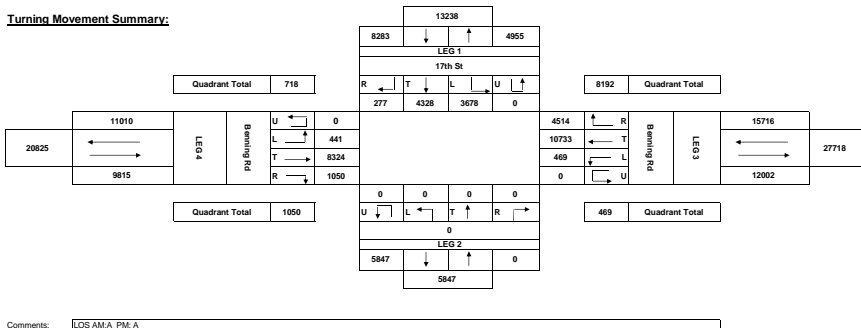 Turning Movement Summary:
13238
8283 4955
LEG 1
17th St
Quadrant Total 718
R T L U
8192 Quadrant Total
277 4328 3678 0
11010
U 0
4514 R
15716
20825
LEG 4
Benning Rd
L 441
10733 T
Benning Rd
LEG 3
27718
T 8324
469 L
9815
R 1050
0 U
12002
0 0 0 0
Quadrant Total 1050
U L T R
469 Quadrant Total
0
LEG 2
5847 0
5847
Comments: LOS AM:A PM: A